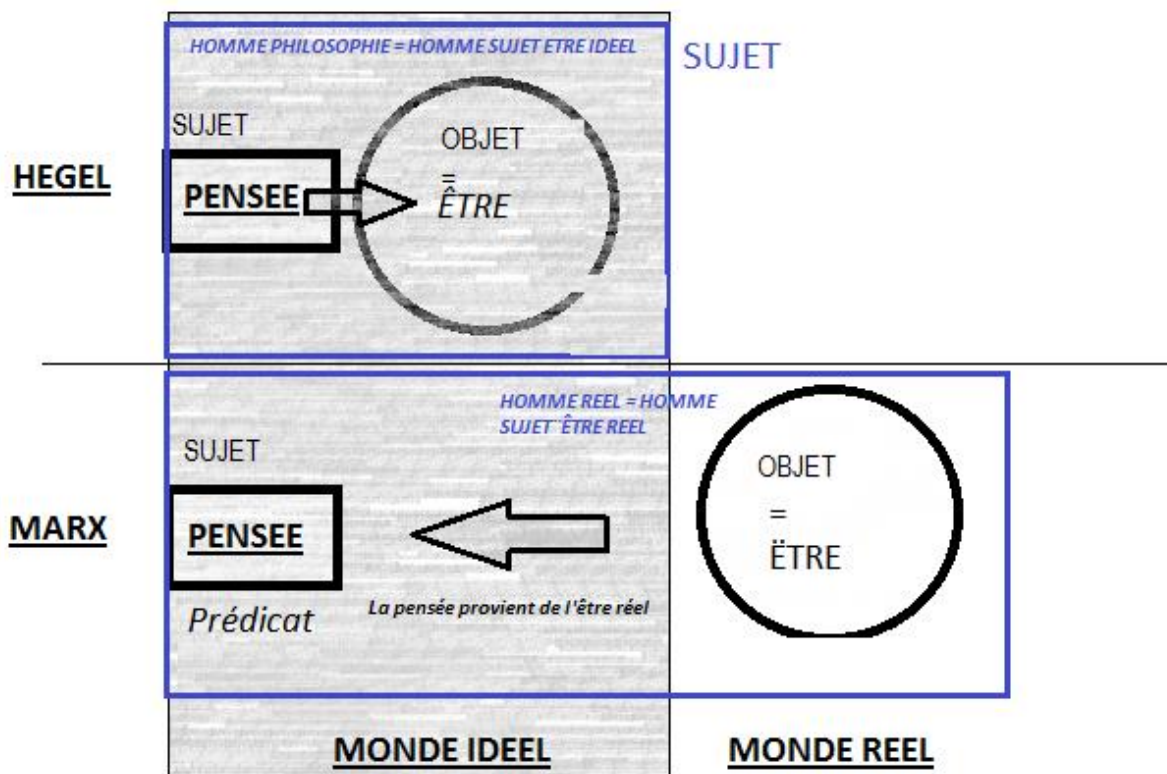 HOMME PHILOSOPHIE = HOMME SUJET ETRE IDEEL
SUJET
SUJET
OBJET
=
ÊTRE
HEGEL
PENSEE
HOMME REEL = HOMME
SUJET ÊTRE REEL
SUJET
OBJET
=
ËTRE
MARX
PENSEE
Prédicat
La pensée provient de l'être réel
MONDE IDEEL
MONDE REEL